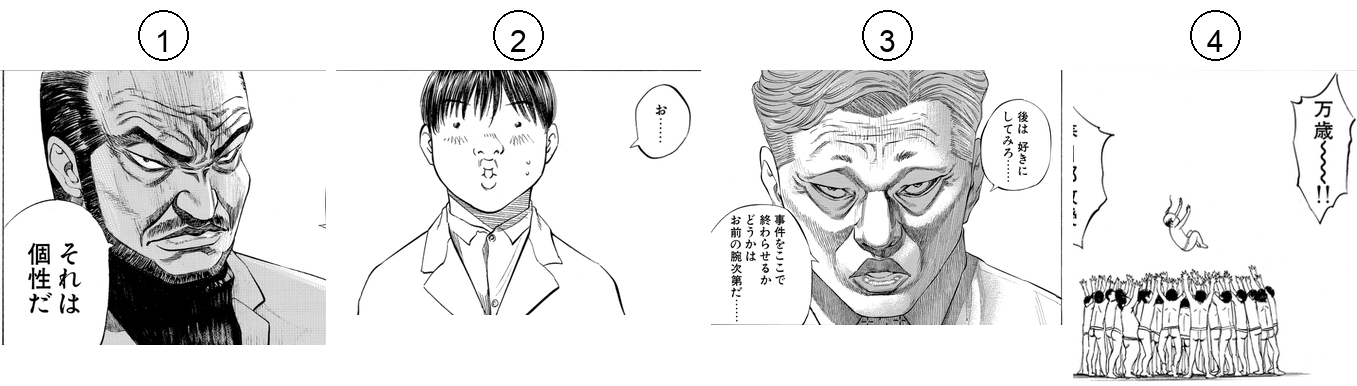 1
それは
個性だ
2
お……
3
後は 好きに
してみろ……
事件をここで
終わらせるか
どうかは
お前の腕次第だ……
4
万歳〜〜〜!!